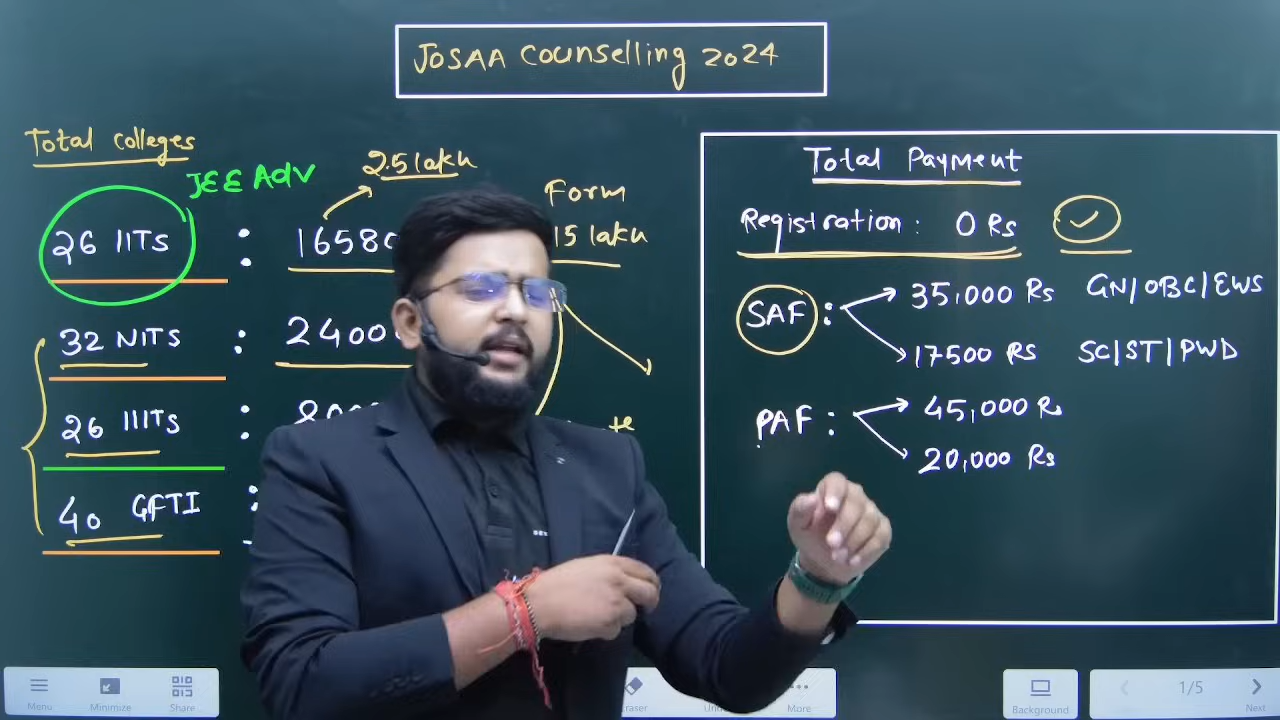 JOSAA Counselling 2024
Total Colleges
JEE Adv
2.5 lakh
26 IITs :
32 NITs :
26 IIITs :
40 GFTI :
Form
15 lakh
Total Payment
Registration : 0 Rs
SAF : 35,000 Rs GN/OBC/EWS
17500 Rs SC/ST/PWD
PAF : 45,000 Rs
20,000 Rs
Menu
Minimize
Share
More
Background
1/5
Next